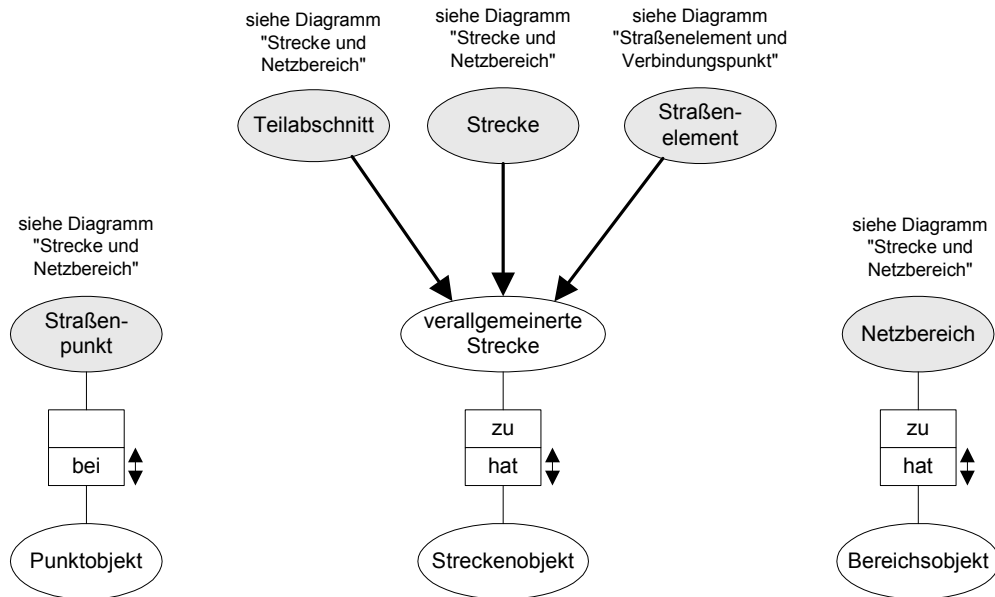 siehe Diagramm
"Strecke und
Netzbereich"
siehe Diagramm
"Strecke und
Netzbereich"
siehe Diagramm
"Straßenelement und
Verbindungspunkt"
Teilabschnitt
Strecke
Straßen-
element
siehe Diagramm
"Strecke und
Netzbereich"
siehe Diagramm
"Strecke und
Netzbereich"
Straßen-
punkt
verallgemeinerte
Strecke
Netzbereich
bei
zu
hat
zu
hat
Punktobjekt
Streckenobjekt
Bereichsobjekt